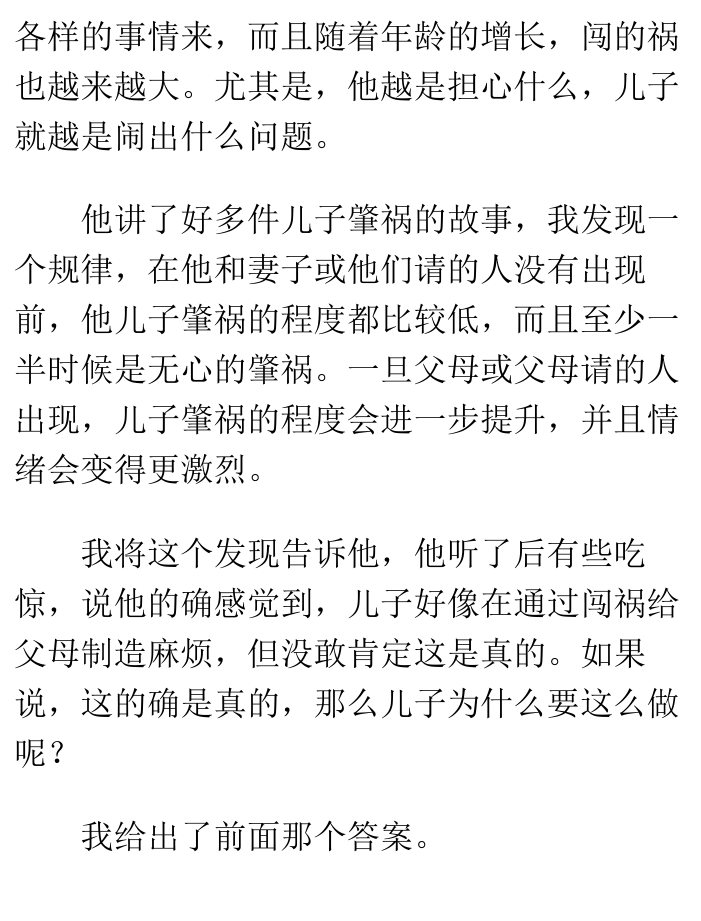 各样的事情来，而且随着年龄的增长，闯的祸
也越来越大。尤其是，他越是担心什么，儿子
就越是闹出什么问题。
他讲了好多件儿子肇祸的故事，我发现一
个规律，在他和妻子或他们请的人没有出现
前，他儿子肇祸的程度都比较低，而且至少一
半时候是无心的肇祸。一旦父母或父母请的人
出现，儿子肇祸的程度会进一步提升，并且情
绪会变得更激烈。
我将这个发现告诉他，他听了后有些吃
惊，说他的确感觉到，儿子好像在通过闯祸给
父母制造麻烦，但没敢肯定这是真的。如果
说，这的确是真的，那么儿子为什么要这么做
呢？
我给出了前面那个答案。